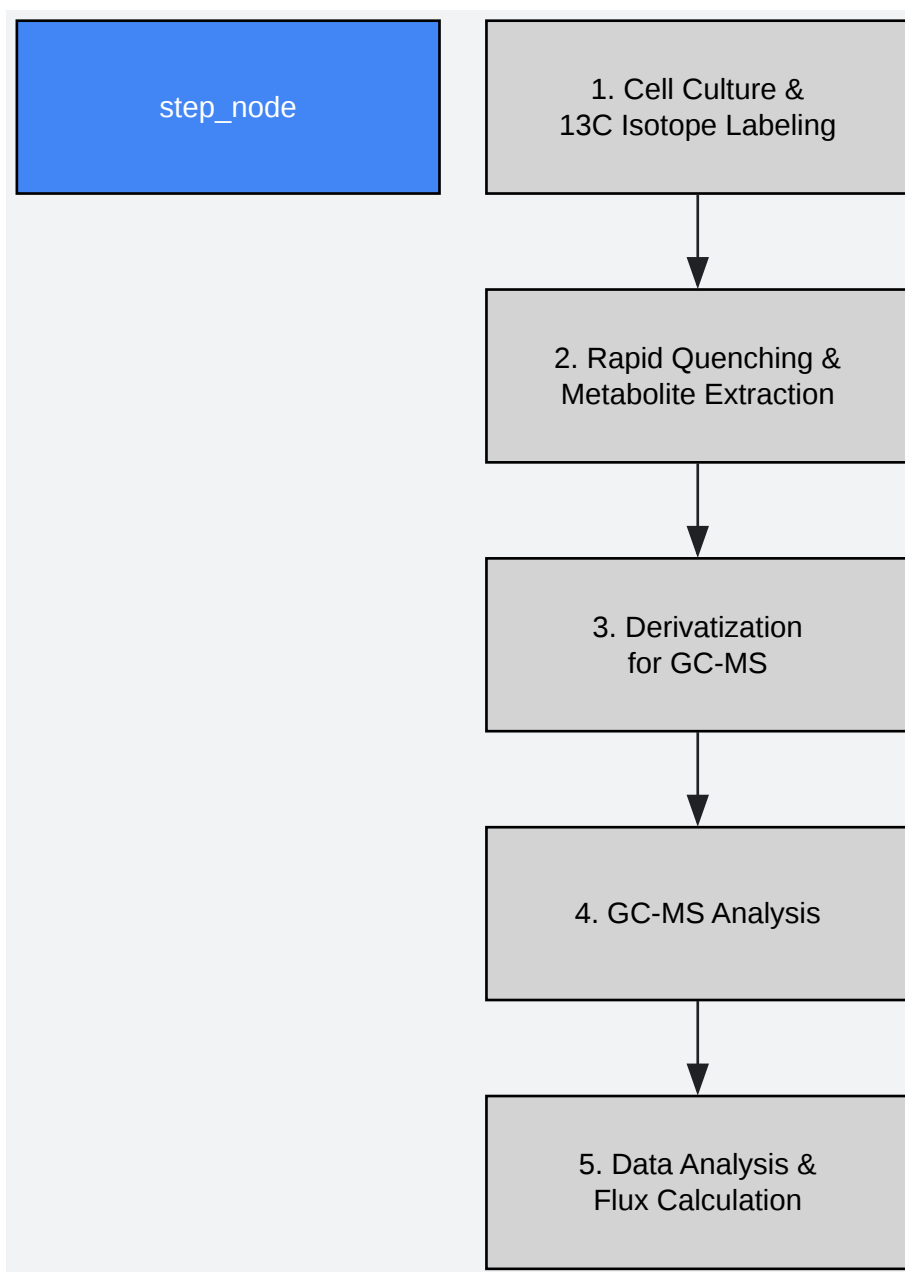 step_node
1. Cell Culture &
13C Isotope Labeling
2. Rapid Quenching &
Metabolite Extraction
3. Derivatization
for GC-MS
4. GC-MS Analysis
5. Data Analysis &
Flux Calculation